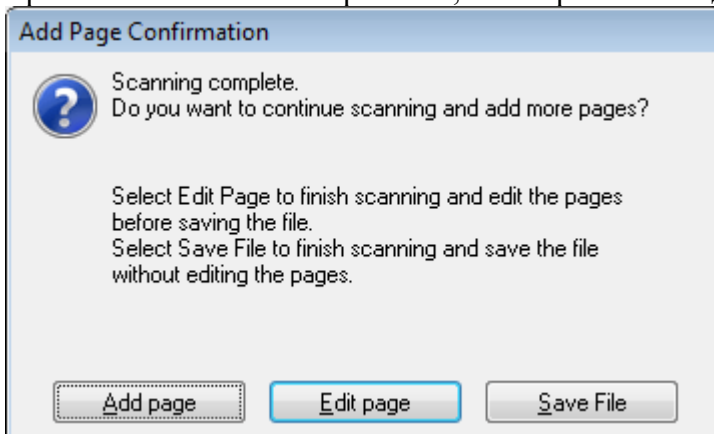 Add Page Confirmation
Scanning complete.
Do you want to continue scanning and add more pages?
Select Edit Page to finish scanning and edit the pages
before saving the file.
Select Save File to finish scanning and save the file
without editing the pages.
Add page
Edit page
Save File